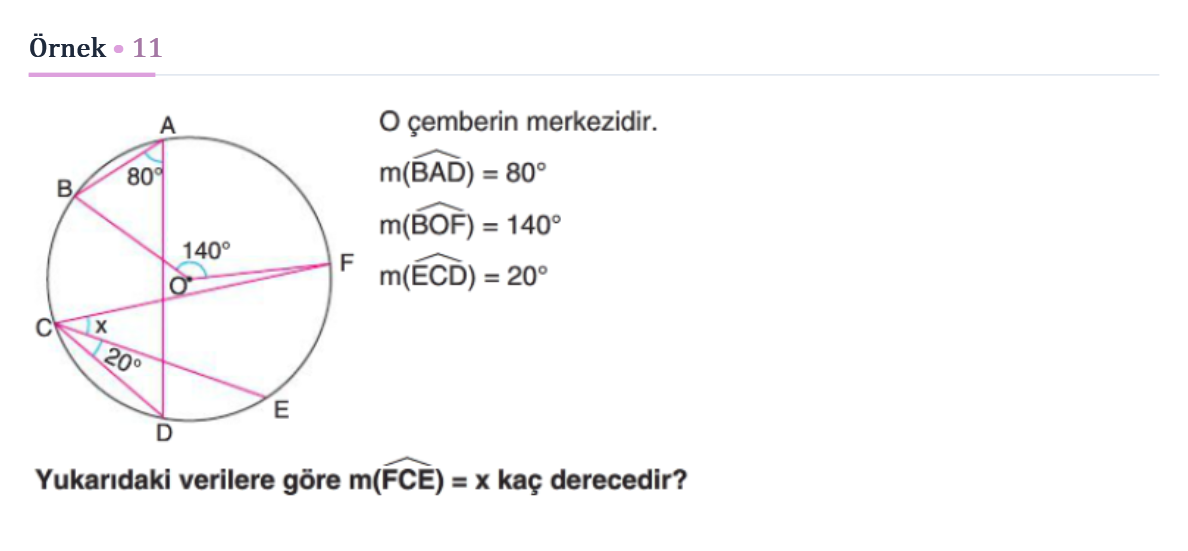 Örnek • 11
A
O çemberin merkezidir.
B
80°
m(BAD) = 80°
140°
m(BOF) = 140°
F
O
m(ECD) = 20°
C
x
20°
E
D
Yukarıdaki verilere göre m(FCE) = x kaç derecedir?